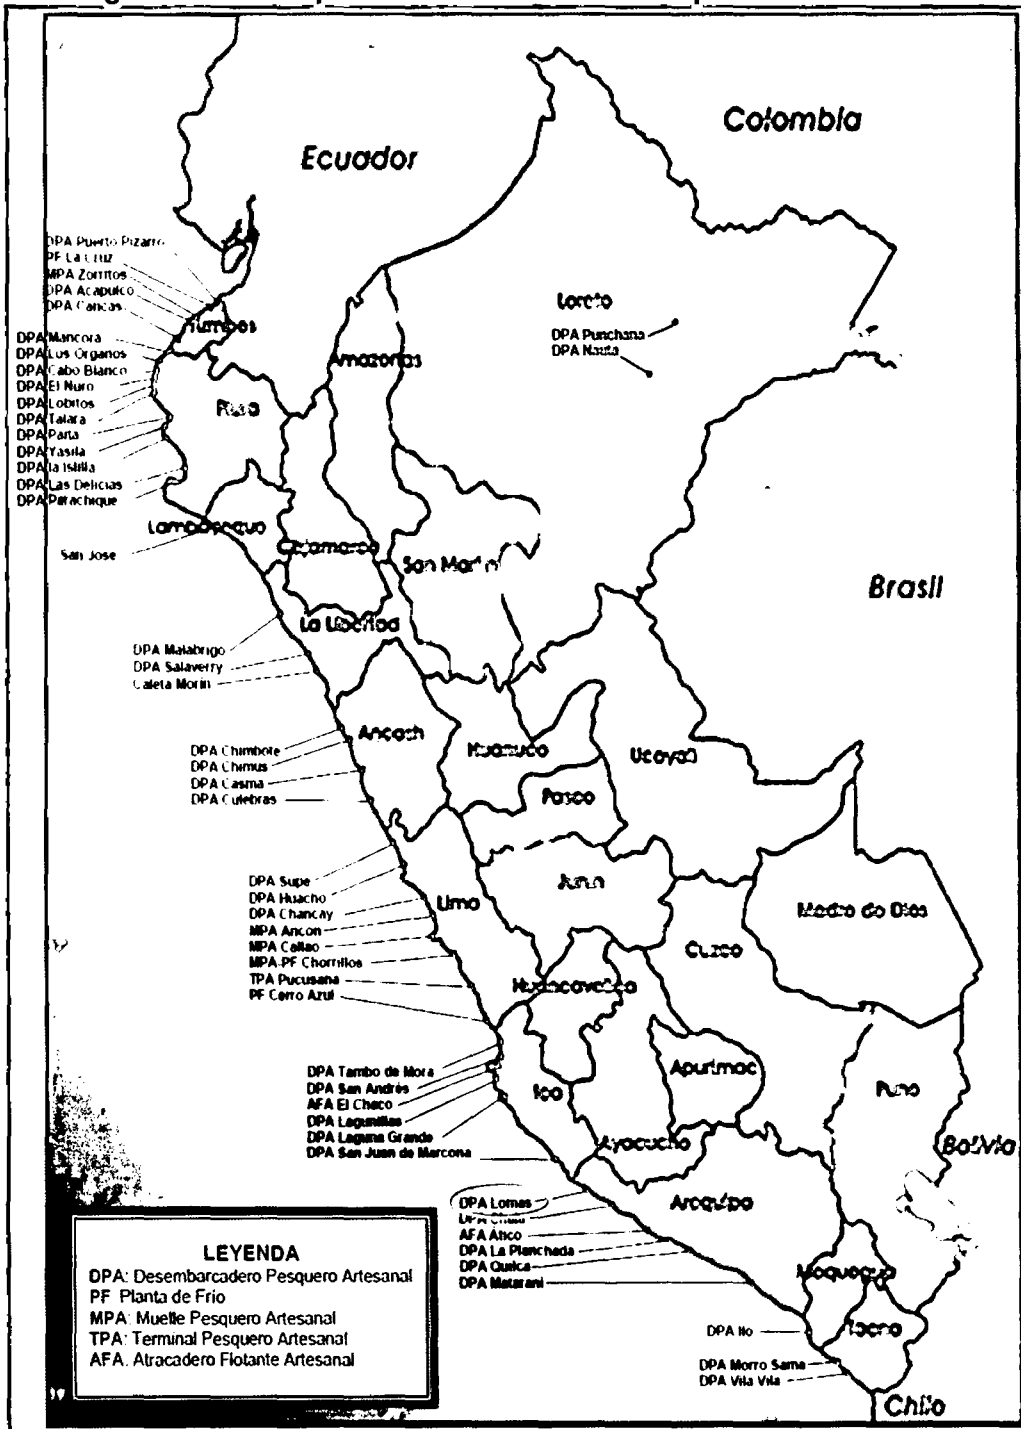 Colombia
Ecuador
DPA Puerto Pizarro
PF La Cruz
MPA Zorritos
DPA Acapulco
DPA Cancas
Tumbes
Loreto
DPA Punchana
DPA Nauta
DPA Mancora
DPA Los Organos
DPA Cabo Blanco
DPA El Nuro
DPA Lobitos
DPA Talara
DPA Paita
DPA Yasila
DPA la Islilla
DPA Las Delicias
DPA Parachique
Amazonas
Piura
Lambayeque
San Jose
Cajamarca
San Martin
Brasil
La Libertad
DPA Malabrigo
DPA Salaverry
Caleta Morin
Ancash
Huanuco
Ucayali
DPA Chimbote
DPA Chimus
DPA Casma
DPA Culebras
Pasco
Junin
DPA Supe
DPA Huacho
DPA Chancay
MPA Ancon
MPA Callao
MPA-PF Chorrillos
TPA Pucusana
PF Cerro Azul
Lima
Madre de Dios
Cuzco
Huancavelica
DPA Tambo de Mora
DPA San Andrés
AFA El Chaco
DPA Lagunillas
DPA Laguna Grande
DPA San Juan de Marcona
Ica
Apurimac
Puno
Ayacucho
Bolivia
DPA Lomas
DPA Chala
AFA Atico
DPA La Planchada
DPA Quilca
DPA Matarani
Arequipa
Moquegua
Tacna
DPA Ilo
DPA Morro Sama
DPA Vila Vila
Chile
LEYENDA
DPA: Desembarcadero Pesquero Artesanal
PF Planta de Frio
MPA: Muelle Pesquero Artesanal
TPA: Terminal Pesquero Artesanal
AFA. Atracadero Flotante Artesanal